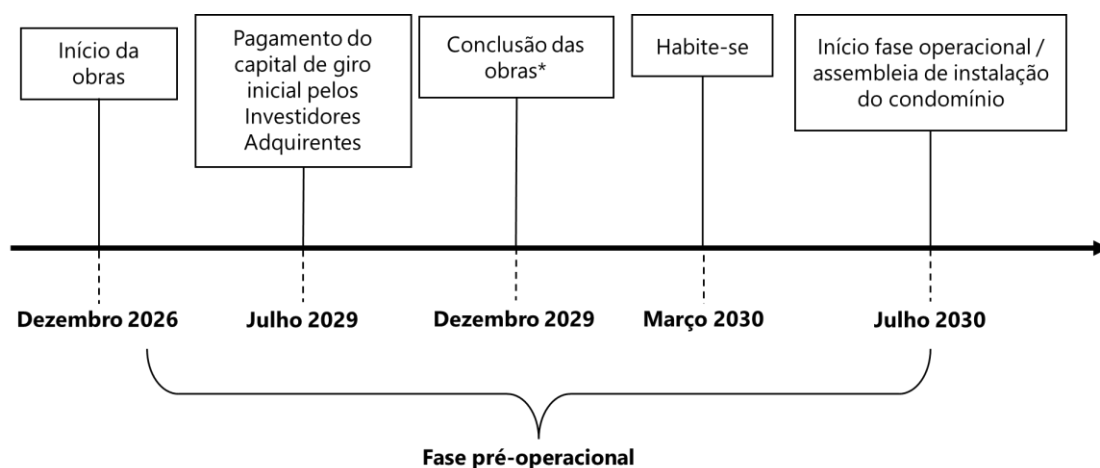 Início da
obras
Pagamento do
capital de giro
inicial pelos
Investidores
Adquirentes
Conclusão das
obras*
Habite-se
Início fase operacional /
assembleia de instalação
do condomínio
Dezembro 2026
Julho 2029
Dezembro 2029
Março 2030
Julho 2030
Fase pré-operacional